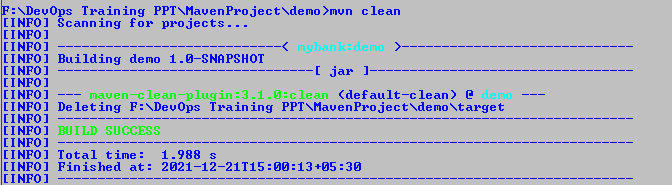 F:\DevOps Training PPT\MavenProject\demo>mvn clean
[INFO] Scanning for projects...
[INFO]
[INFO] ---------------------------< mybank:demo >----------------------------
[INFO] Building demo 1.0-SNAPSHOT
[INFO] --------------------------------[ jar ]---------------------------------
[INFO]
[INFO] --- maven-clean-plugin:3.1.0:clean (default-clean) @ demo ---
[INFO] Deleting F:\DevOps Training PPT\MavenProject\demo\target
[INFO] ------------------------------------------------------------------------
[INFO] BUILD SUCCESS
[INFO] ------------------------------------------------------------------------
[INFO] Total time:  1.988 s
[INFO] Finished at: 2021-12-21T15:00:13+05:30
[INFO] ------------------------------------------------------------------------